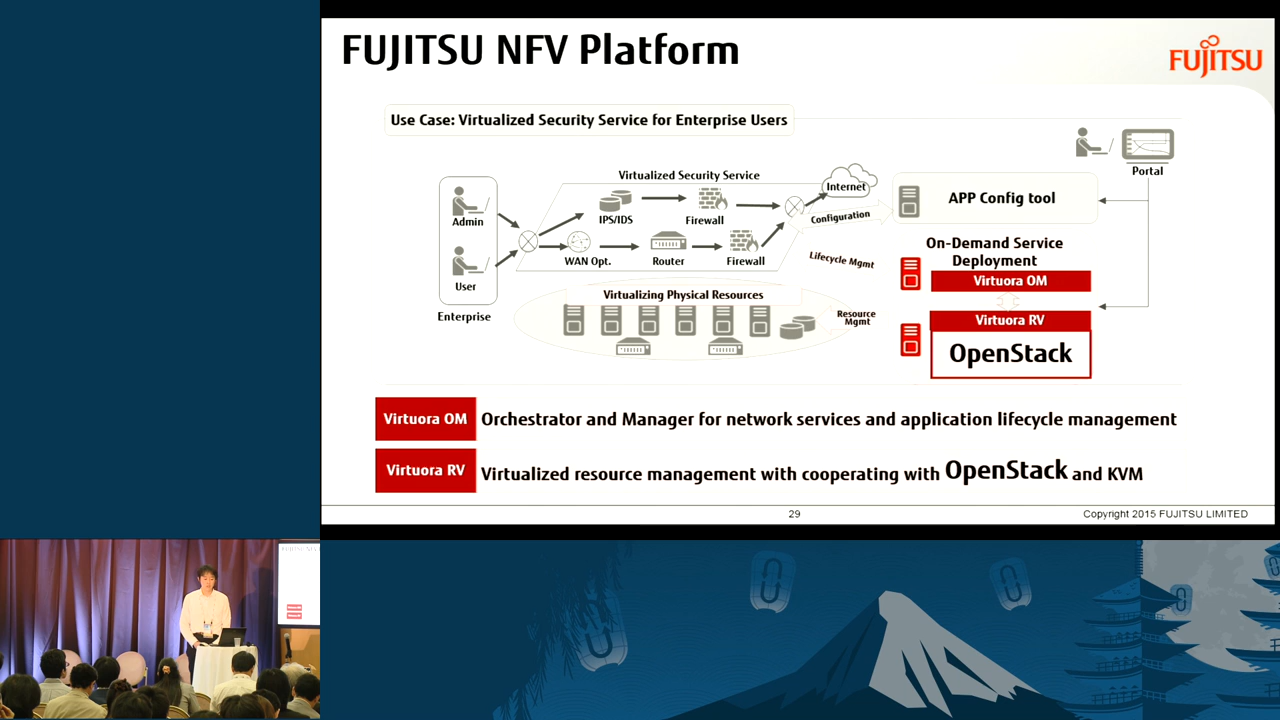 FUJITSU NFV Platform
FUJITSU
Use Case: Virtualized Security Service for Enterprise Users
Portal
Virtualized Security Service
Internet
Admin
IPS/IDS
Firewall
Configuration
APP Config tool
WAN Opt.
Router
Firewall
Lifecycle Mgmt
On-Demand Service
Deployment
User
Virtuora OM
Enterprise
Virtualizing Physical Resources
Resource
Mgmt
Virtuora RV
OpenStack
Virtuora OM
Orchestrator and Manager for network services and application lifecycle management
Virtuora RV
Virtualized resource management with cooperating with OpenStack and KVM
29
Copyright 2015 FUJITSU LIMITED